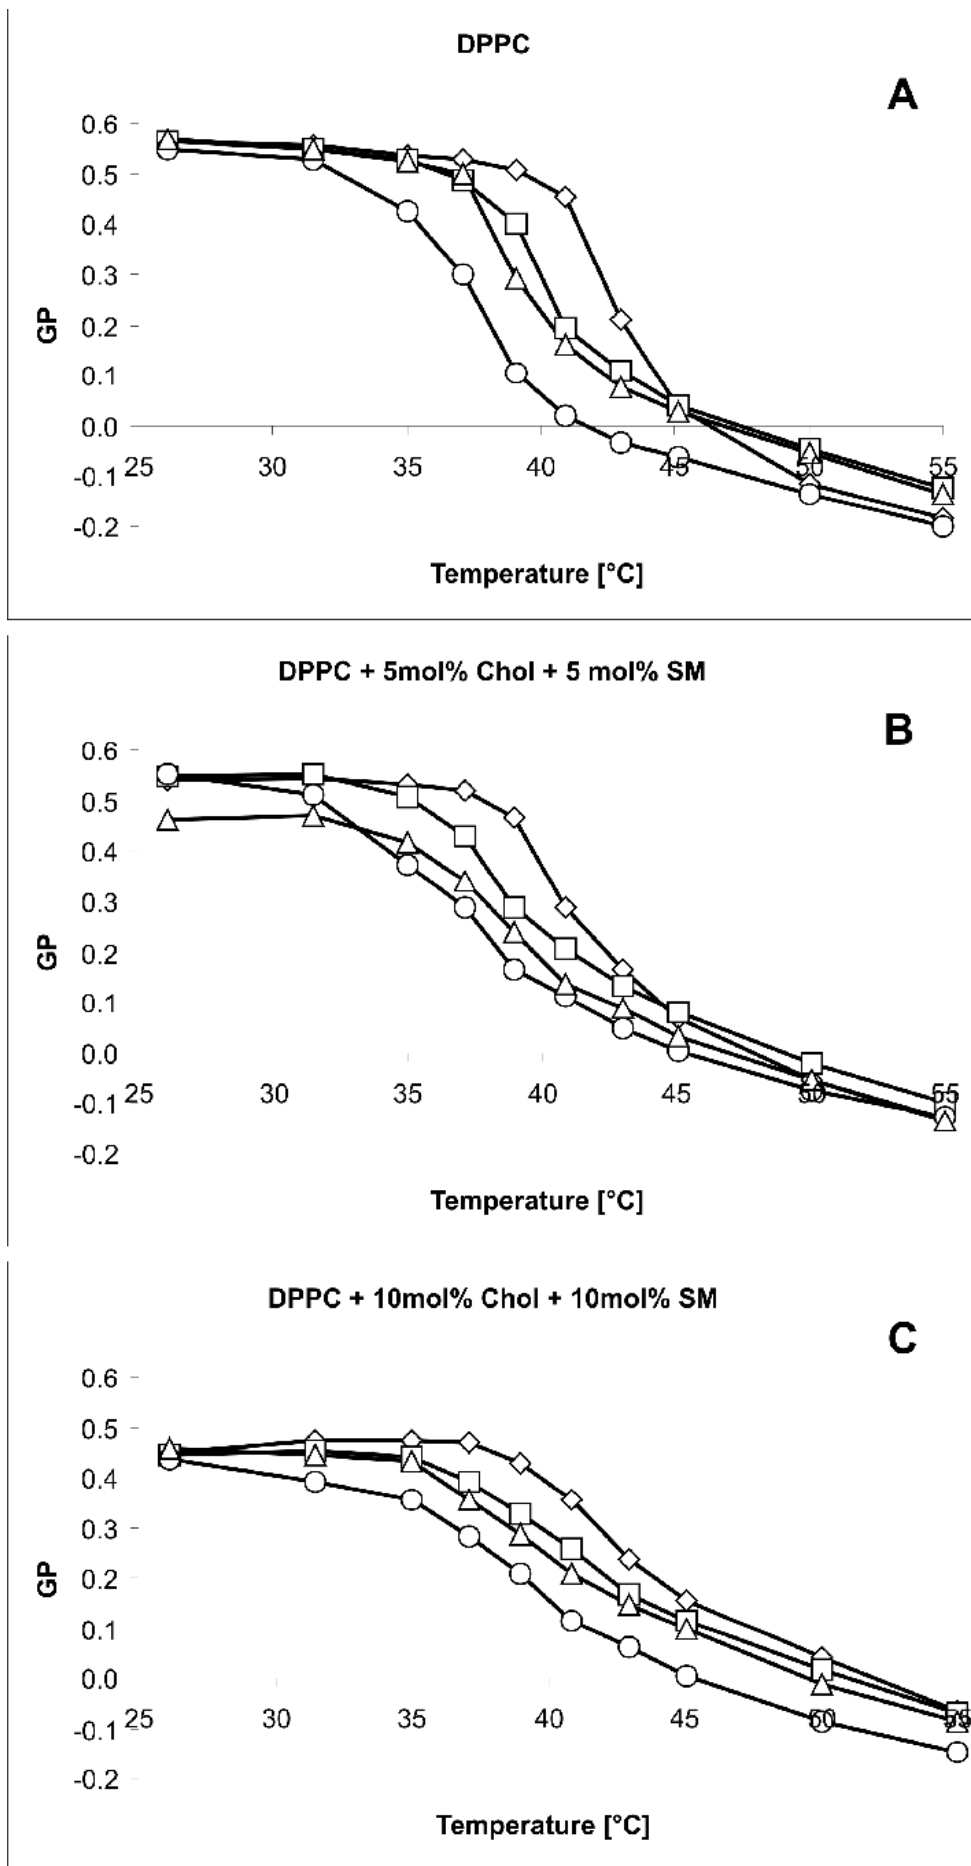 DPPC
A
0.6
0.5
0.4
0.3
0.2
0.1
0.0
-0.1
-0.2
GP
25 30 35 40 45 50 55
Temperature [°C]
DPPC + 5mol% Chol + 5 mol% SM
B
0.6
0.5
0.4
0.3
0.2
0.1
0.0
-0.1
-0.2
GP
25 30 35 40 45 50 55
Temperature [°C]
DPPC + 10mol% Chol + 10mol% SM
C
0.6
0.5
0.4
0.3
0.2
0.1
0.0
-0.1
-0.2
GP
25 30 35 40 45 50 55
Temperature [°C]